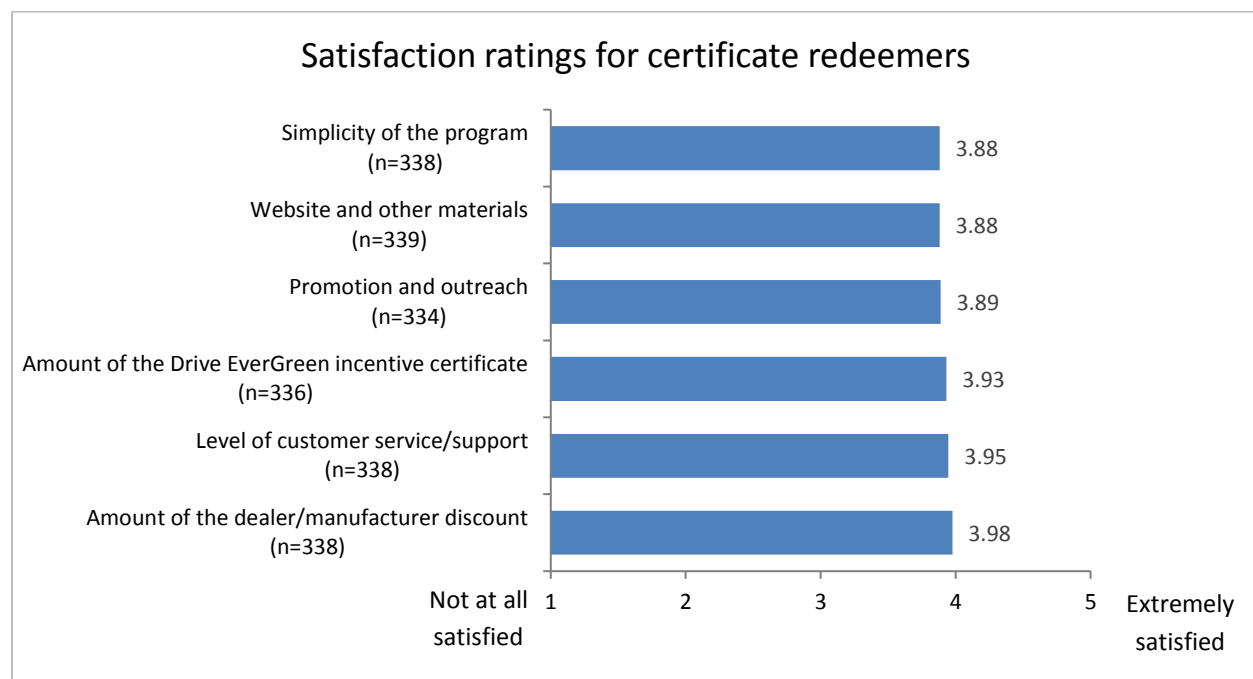 Satisfaction ratings for certificate redeemers
Simplicity of the program
(n=338)
3.88
Website and other materials
(n=339)
3.88
Promotion and outreach
(n=334)
3.89
Amount of the Drive EverGreen incentive certificate
(n=336)
3.93
Level of customer service/support
(n=338)
3.95
Amount of the dealer/manufacturer discount
(n=338)
3.98
Not at all
satisfied
1 2 3 4 5
Extremely
satisfied